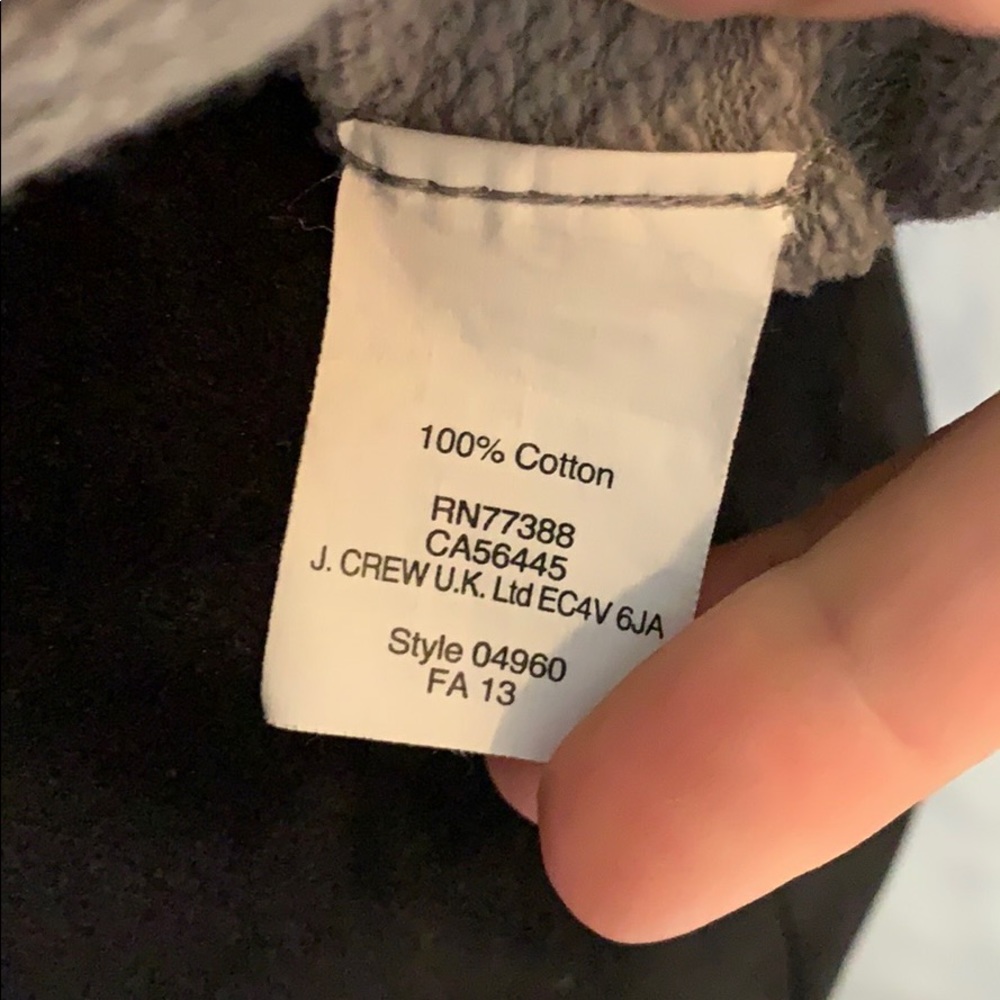 100% Cotton
RN77388
CA56445
J. CREW U.K. Ltd EC4V 6JA
Style 04960
FA 13